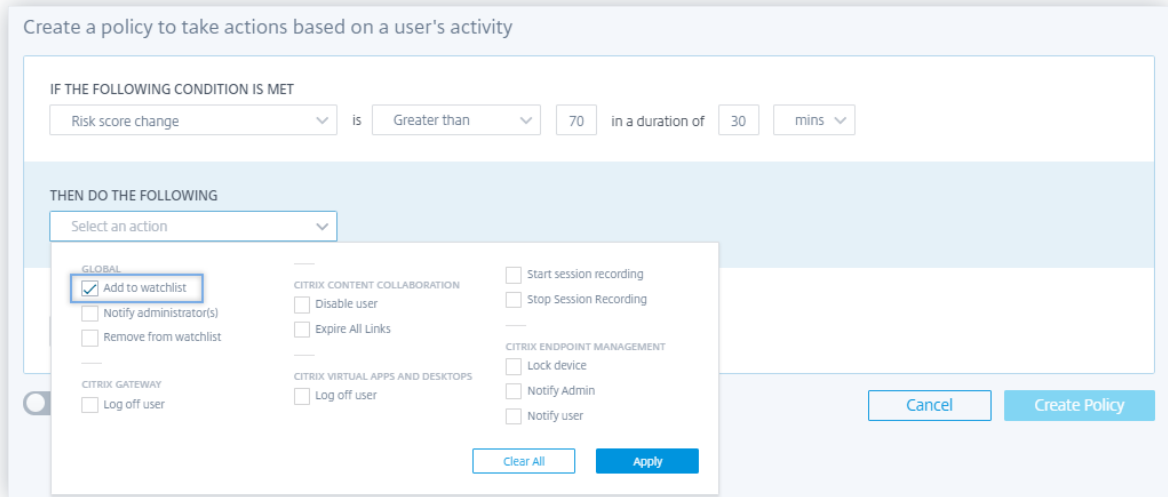 Create a policy to take actions based on a user's activity
IF THE FOLLOWING CONDITION IS MET
Risk score change is Greater than 70 in a duration of 30 mins
THEN DO THE FOLLOWING
Select an action
GLOBAL
Add to watchlist
Notify administrator(s)
Remove from watchlist
CITRIX GATEWAY
Log off user
CITRIX CONTENT COLLABORATION
Disable user
Expire All Links
CITRIX VIRTUAL APPS AND DESKTOPS
Log off user
Start session recording
Stop Session Recording
CITRIX ENDPOINT MANAGEMENT
Lock device
Notify Admin
Notify user
Clear All Apply
Cancel Create Policy